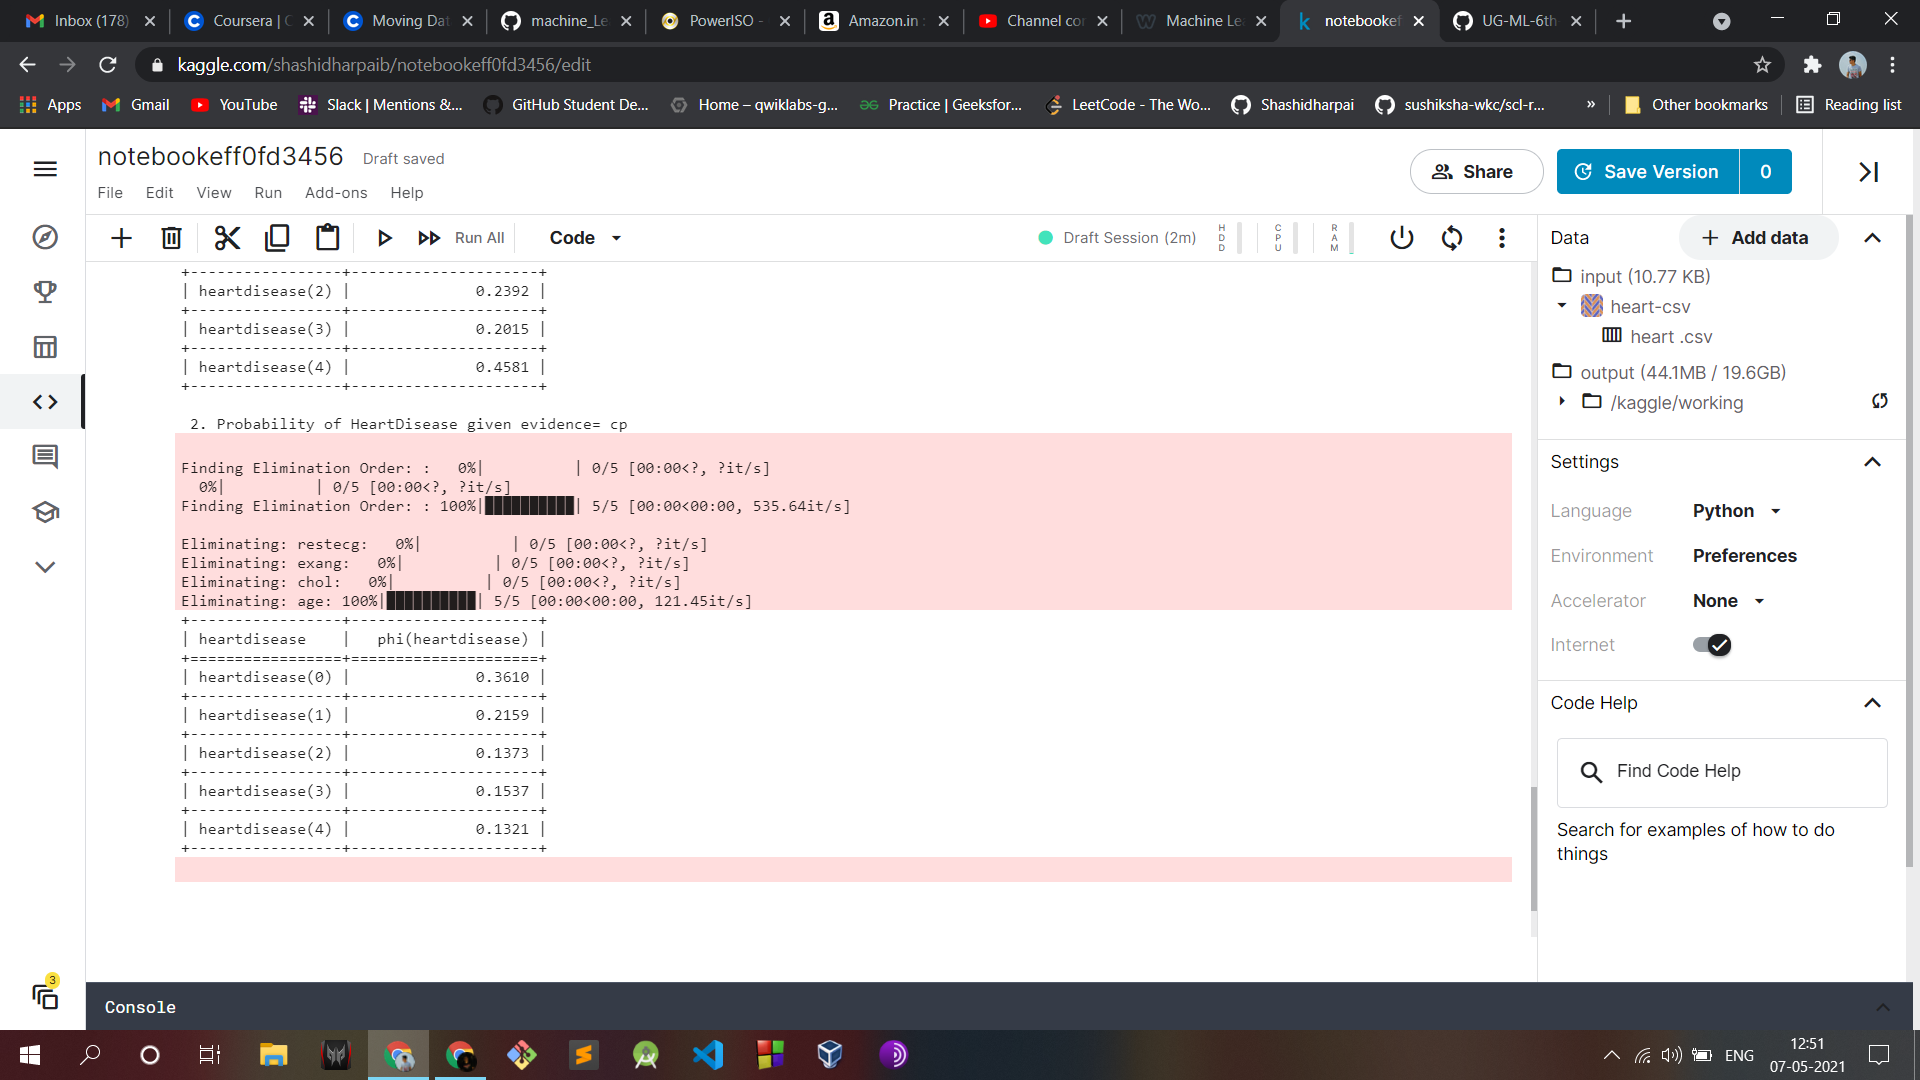 Inbox (178)
Coursera | C
Moving Dat
machine_Le
PowerISO -
Amazon.in :
Channel cor
Machine Le
notebookef
UG-ML-6th
kaggle.com/shashidharpaib/notebookeff0fd3456/edit
Apps
Gmail
YouTube
Slack | Mentions &...
GitHub Student De...
Home – qwiklabs-g...
Practice | Geeksfor...
LeetCode - The Wo...
Shashidharpai
sushiksha-wkc/scl-r...
»
Other bookmarks
Reading list
notebookeff0fd3456
Draft saved
File Edit View Run Add-ons Help
Share
Save Version
0
Run All
Code
Draft Session (2m)
HDD
CPU
RAM
+-----------------+---------------------+
| heartdisease(2) |              0.2392 |
+-----------------+---------------------+
| heartdisease(3) |              0.2015 |
+-----------------+---------------------+
| heartdisease(4) |              0.4581 |
+-----------------+---------------------+
2. Probability of HeartDisease given evidence= cp
Finding Elimination Order: :   0%|          | 0/5 [00:00<?, ?it/s]
0%|          | 0/5 [00:00<?, ?it/s]
Finding Elimination Order: : 100%|██████████| 5/5 [00:00<00:00, 535.64it/s]
Eliminating: restecg:   0%|          | 0/5 [00:00<?, ?it/s]
Eliminating: exang:   0%|          | 0/5 [00:00<?, ?it/s]
Eliminating: chol:   0%|          | 0/5 [00:00<?, ?it/s]
Eliminating: age: 100%|██████████| 5/5 [00:00<00:00, 121.45it/s]
+-----------------+---------------------+
| heartdisease    |   phi(heartdisease) |
+=================+=====================+
| heartdisease(0) |              0.3610 |
+-----------------+---------------------+
| heartdisease(1) |              0.2159 |
+-----------------+---------------------+
| heartdisease(2) |              0.1373 |
+-----------------+---------------------+
| heartdisease(3) |              0.1537 |
+-----------------+---------------------+
| heartdisease(4) |              0.1321 |
+-----------------+---------------------+
Data
Add data
input (10.77 KB)
heart-csv
heart .csv
output (44.1MB / 19.6GB)
/kaggle/working
Settings
Language Python
Environment Preferences
Accelerator None
Internet
Code Help
Find Code Help
Search for examples of how to do
things
3
Console
ENG
12:51
07-05-2021